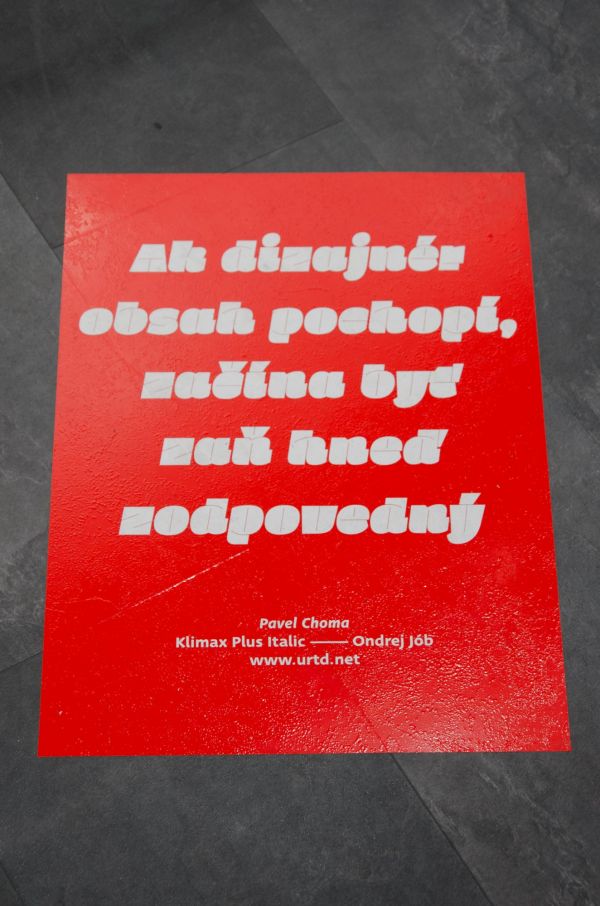 Ak dizajnér
obsah pochopí,
začína byť
zaň hneď
zodpovedný
Pavel Choma
Klimax Plus Italic —— Ondrej Jób
www.urtd.net